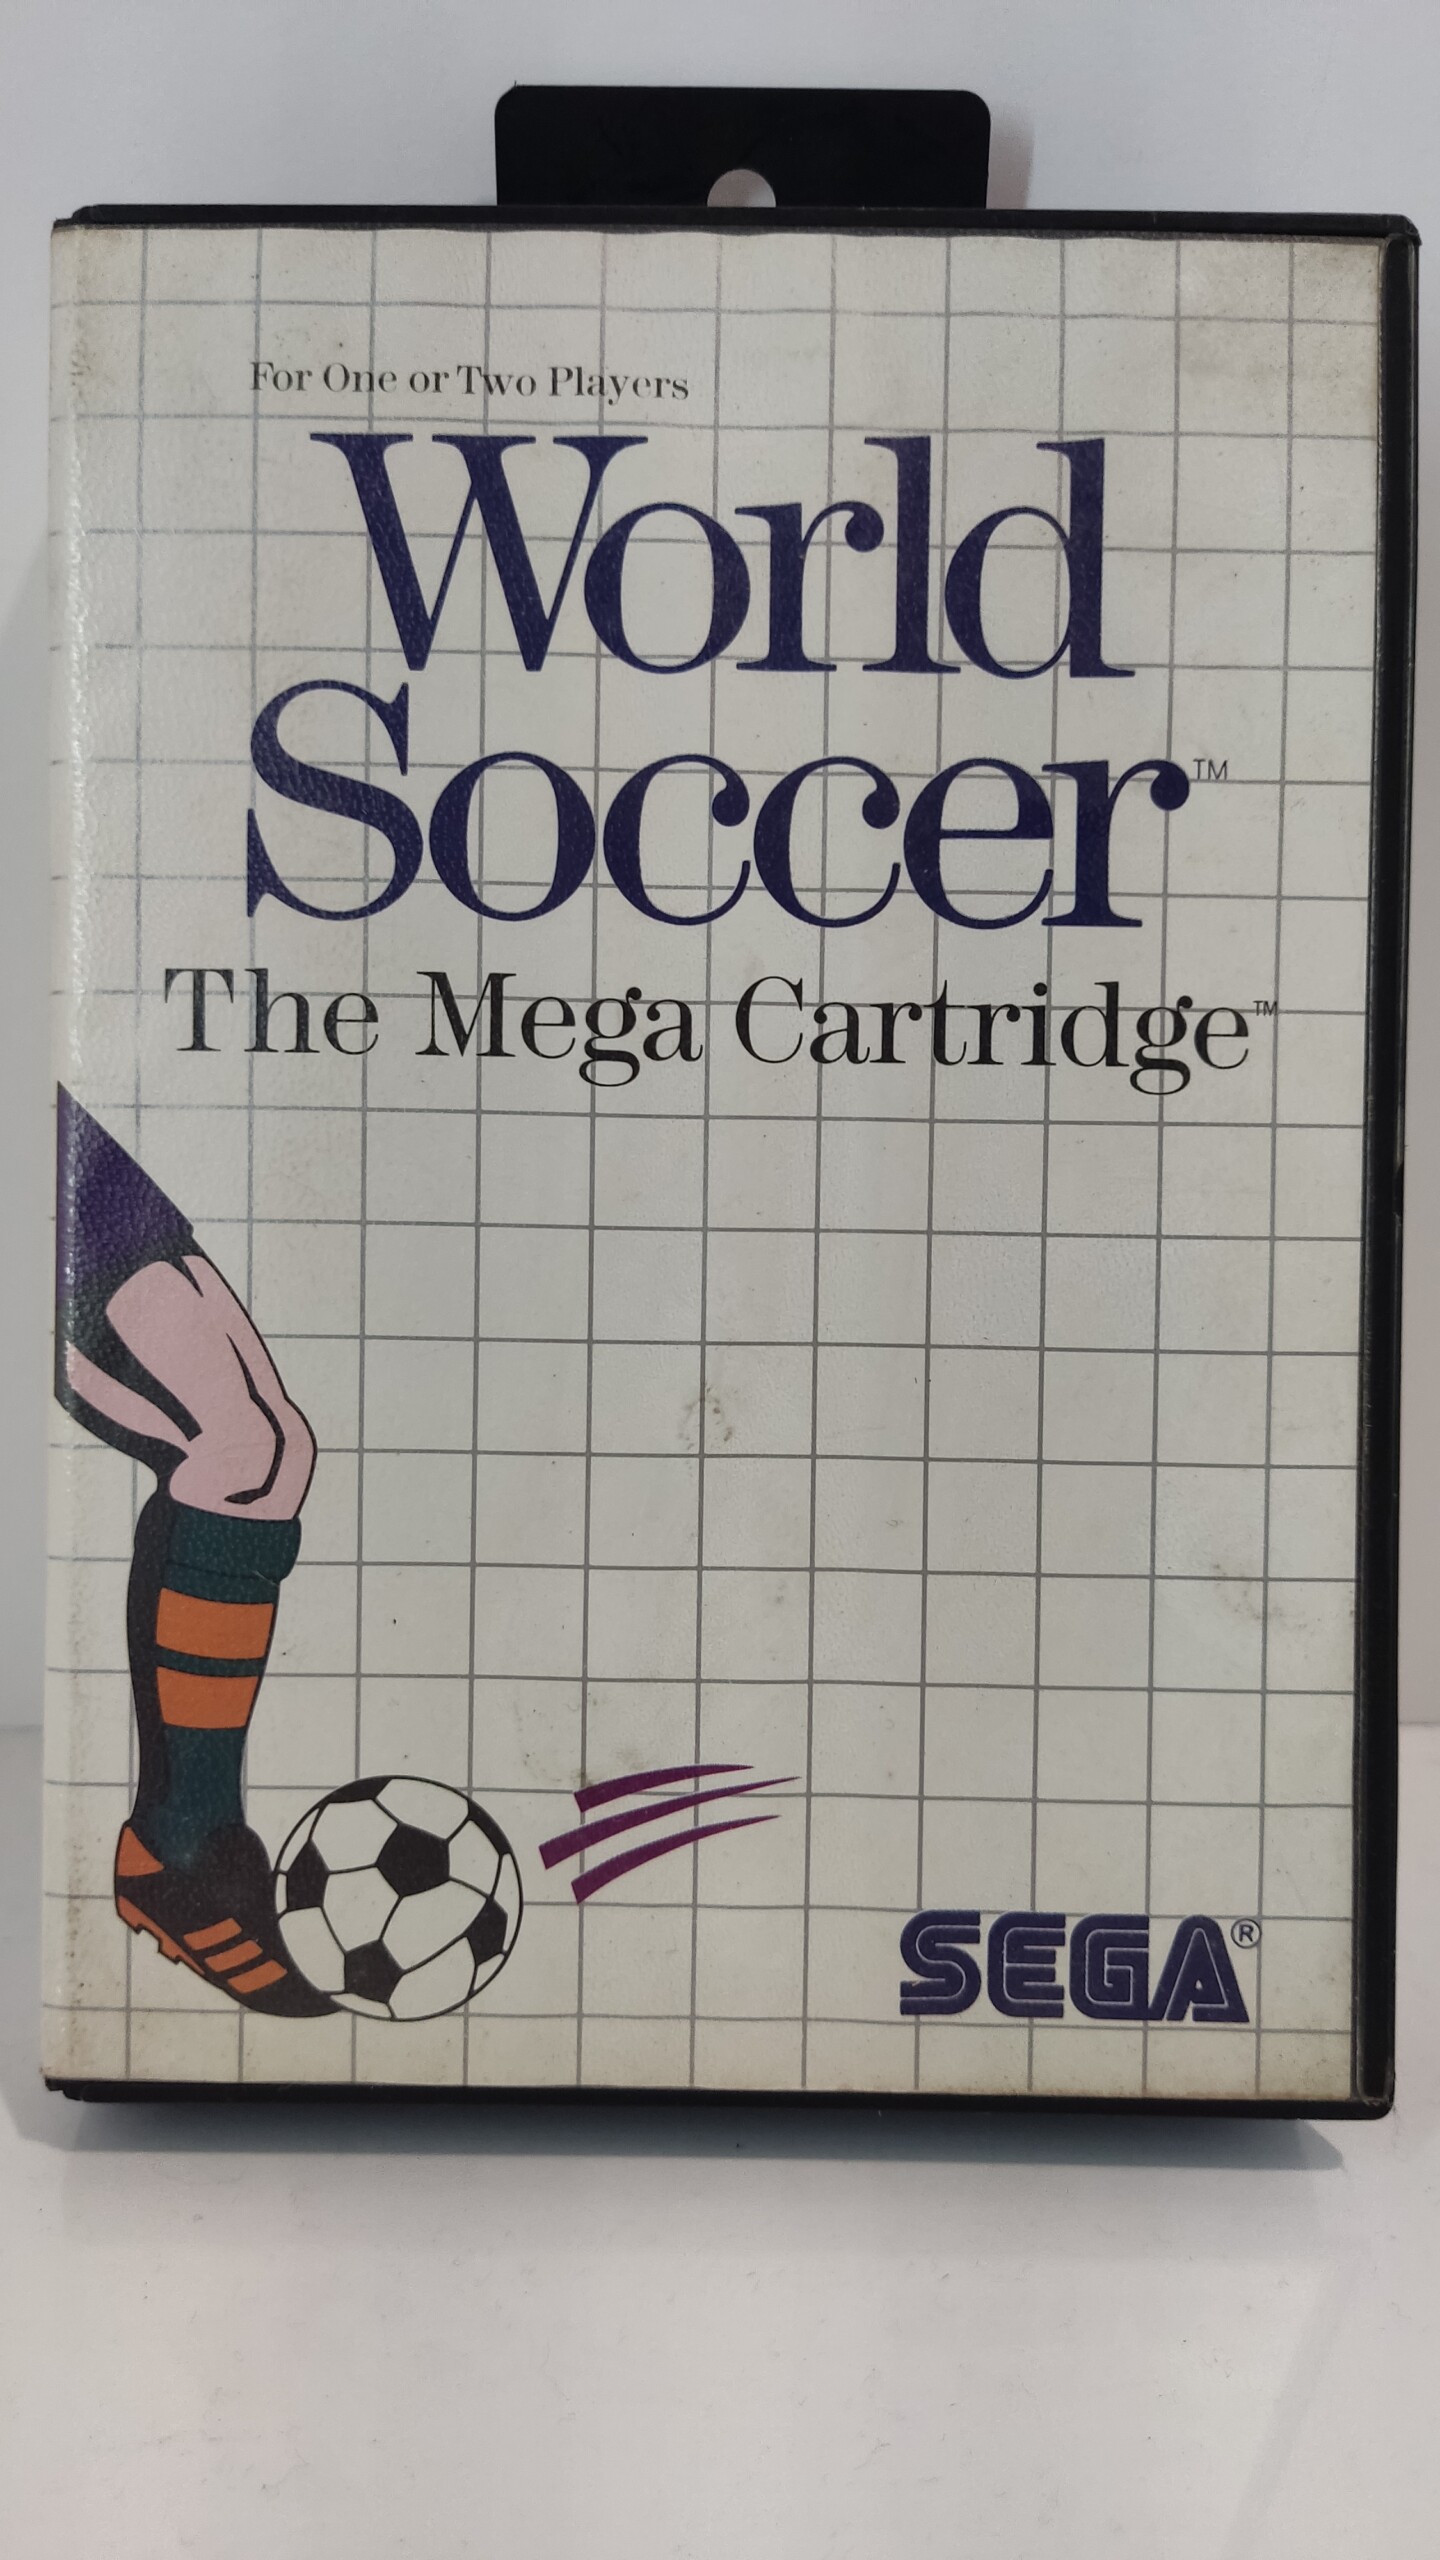 For One or Two Players
World
Soccer™
The Mega Cartridge™
SEGA®